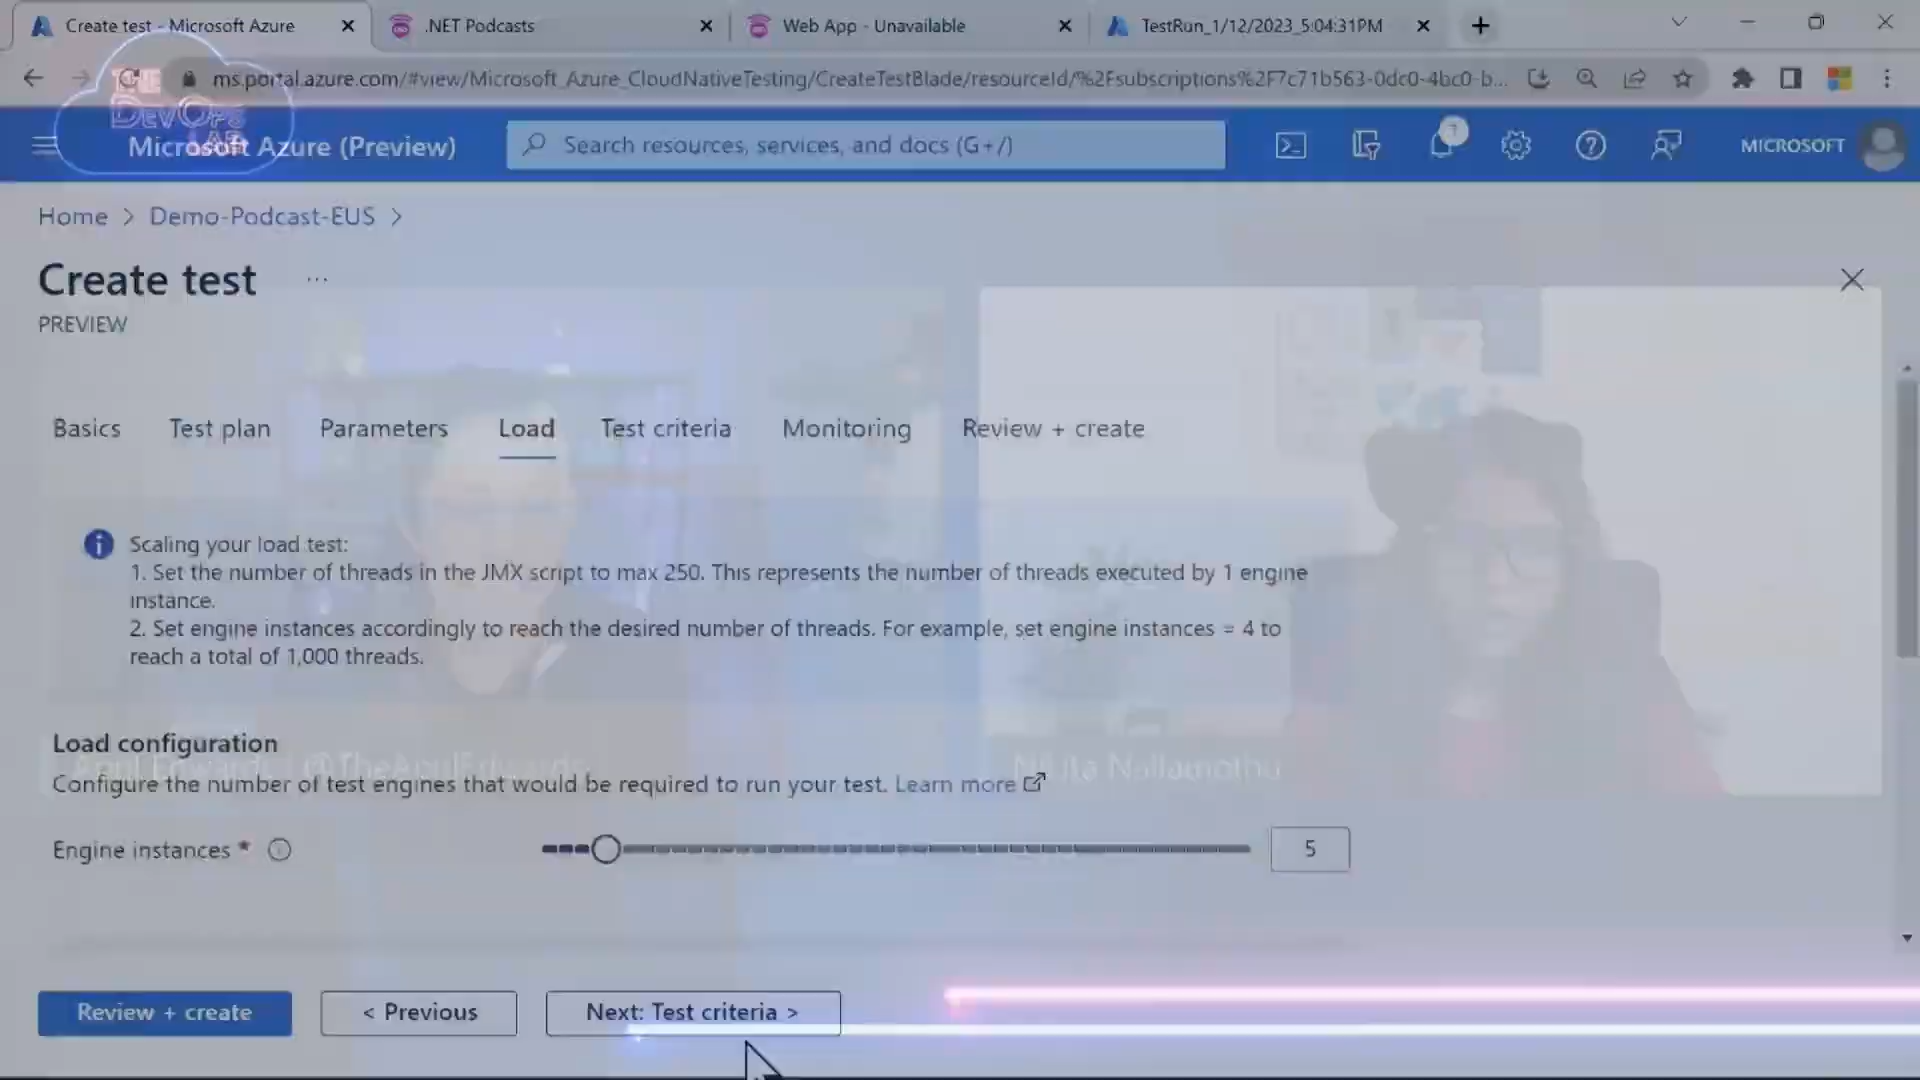 Create test - Microsoft Azure
.NET Podcasts
Web App - Unavailable
TestRun_1/12/2023_5:04:31PM
ms.portal.azure.com/#view/Microsoft_Azure_CloudNativeTesting/CreateTestBlade/resourceId/%2Fsubscriptions%2F7c71b563-0dc0-4bc0-b...
THE
DEVOPS
LAB
Microsoft Azure (Preview)
Search resources, services, and docs (G+/)
MICROSOFT
Home > Demo-Podcast-EUS >
Create test ...
PREVIEW
Basics Test plan Parameters Load Test criteria Monitoring Review + create
Scaling your load test:
1. Set the number of threads in the JMX script to max 250. This represents the number of threads executed by 1 engine
instance.
2. Set engine instances accordingly to reach the desired number of threads. For example, set engine instances = 4 to
reach a total of 1,000 threads.
Load configuration
@TheAprilEdwards
Nallamothu
Configure the number of test engines that would be required to run your test. Learn more
Engine instances *
5
Review + create
< Previous
Next: Test criteria >